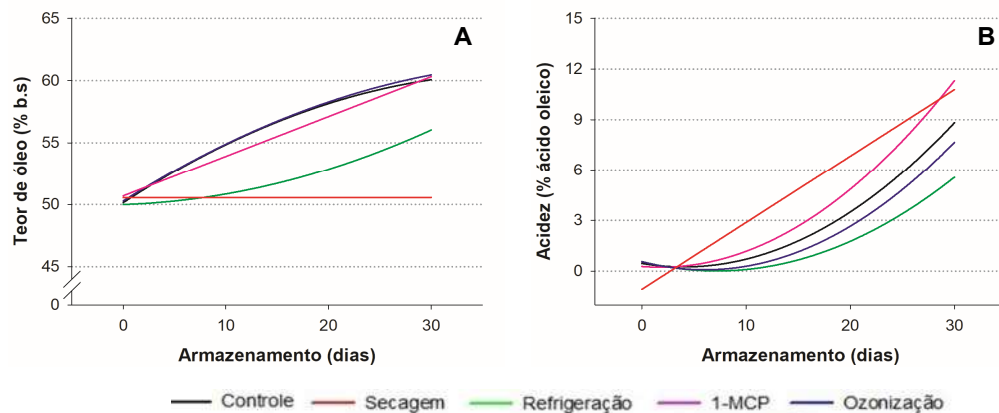 A
Teor de óleo (% b.s)
65
60
55
50
45
0
0 10 20 30
Armazenamento (dias)
B
Acidez (% ácido oleico)
15
12
9
6
3
0
0 10 20 30
Armazenamento (dias)
Controle Secagem Refrigeração 1-MCP Ozonização